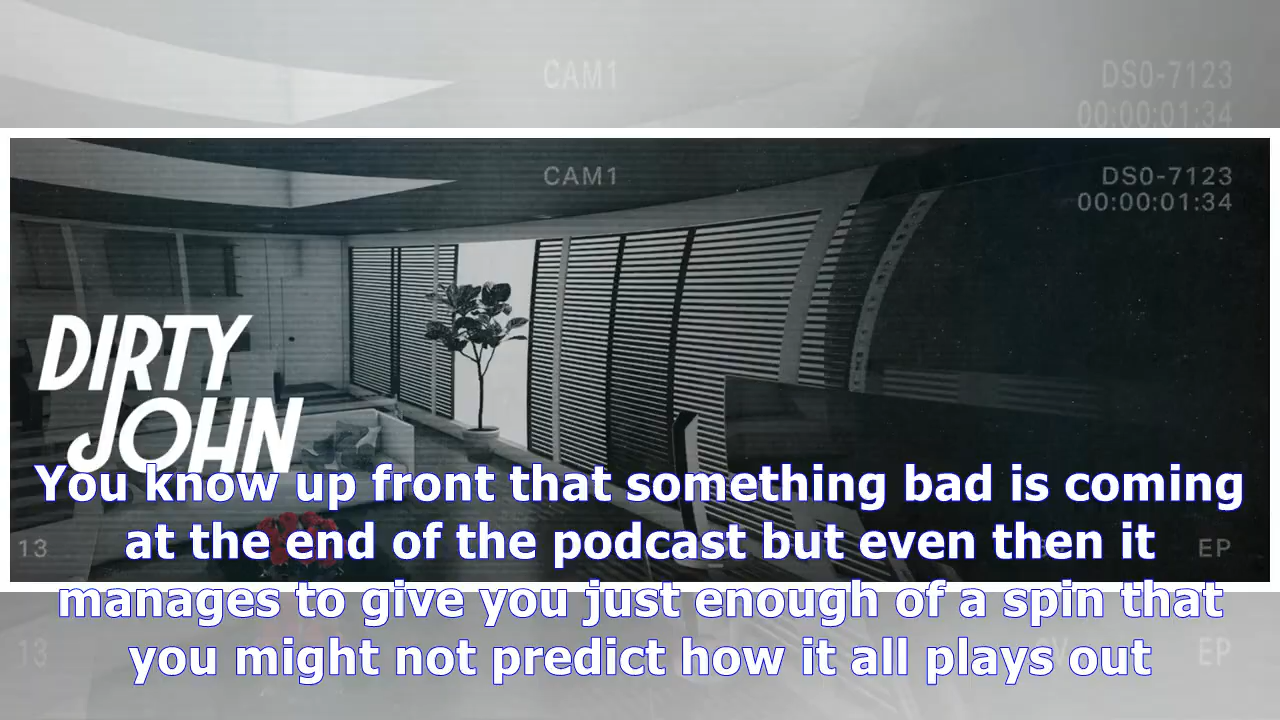 CAM1
DS0-7123
00:00:01:34
CAM1
DS0-7123
00:00:01:34
DIRTY
JOHN
You know up front that something bad is coming
at the end of the podcast but even then it
13
EP
manages to give you just enough of a spin that
you might not predict how it all plays out
13
EP